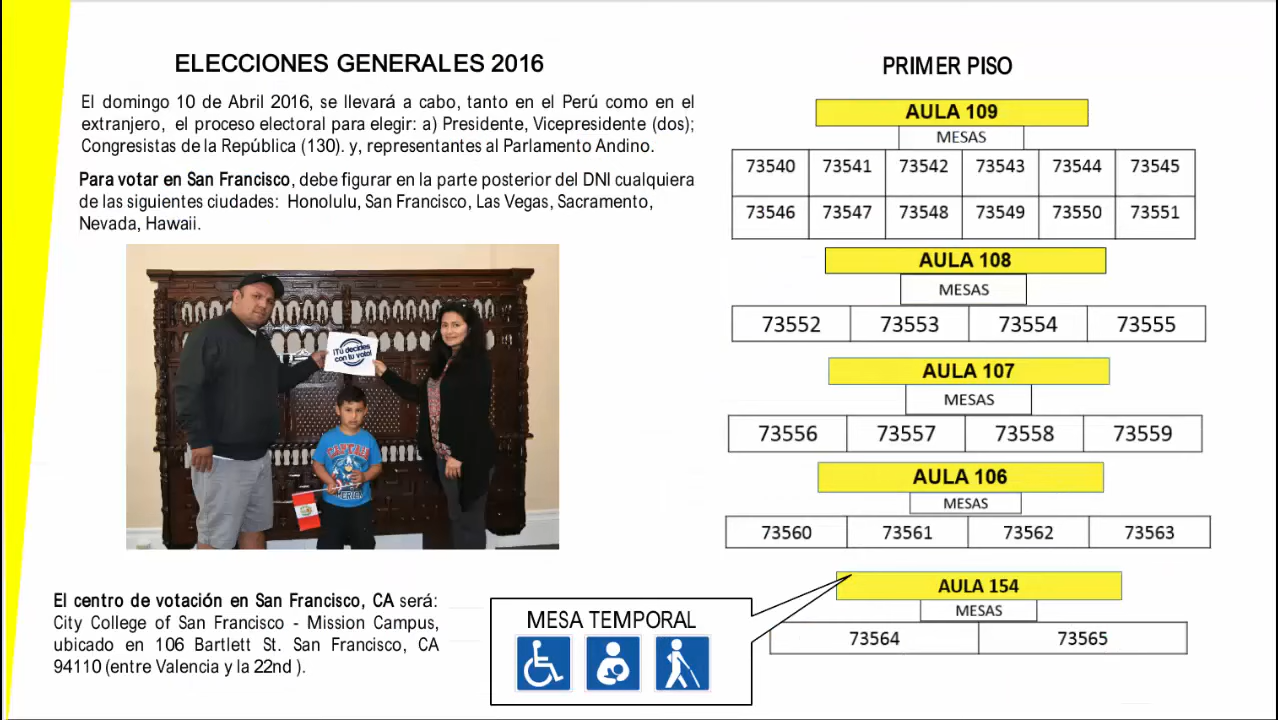 ELECCIONES GENERALES 2016
El domingo 10 de Abril 2016, se llevará a cabo, tanto en el Perú como en el
extranjero, el proceso electoral para elegir: a) Presidente, Vicepresidente (dos);
Congresistas de la República (130). y, representantes al Parlamento Andino.
Para votar en San Francisco, debe figurar en la parte posterior del DNI cualquiera
de las siguientes ciudades: Honolulu, San Francisco, Las Vegas, Sacramento,
Nevada, Hawaii.
¡Tú decides
con tu voto!
CAPTAIN
El centro de votación en San Francisco, CA será:
City College of San Francisco - Mission Campus,
ubicado en 106 Bartlett St. San Francisco, CA
94110 (entre Valencia y la 22nd ).
MESA TEMPORAL
PRIMER PISO
AULA 109
MESAS
73540 73541 73542 73543 73544 73545
73546 73547 73548 73549 73550 73551
AULA 108
MESAS
73552 73553 73554 73555
AULA 107
MESAS
73556 73557 73558 73559
AULA 106
MESAS
73560 73561 73562 73563
AULA 154
MESAS
73564 73565